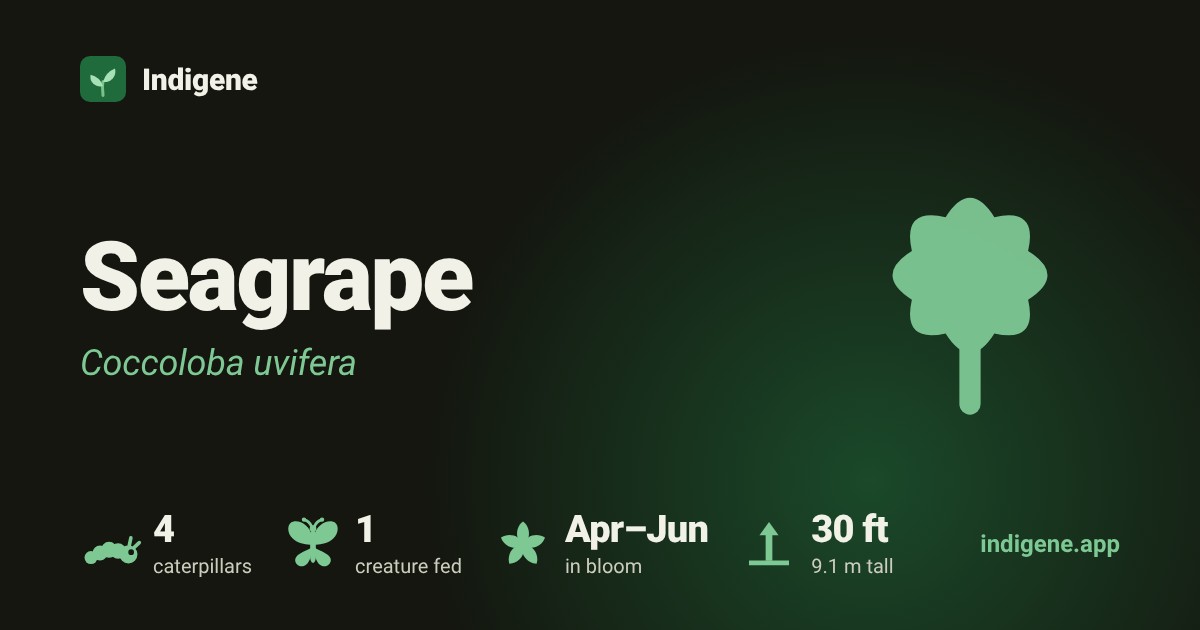 Indigene
Seagrape
Coccoloba uvifera
4
caterpillars
1
creature fed
Apr–Jun
in bloom
30 ft
9.1 m tall
indigene.app